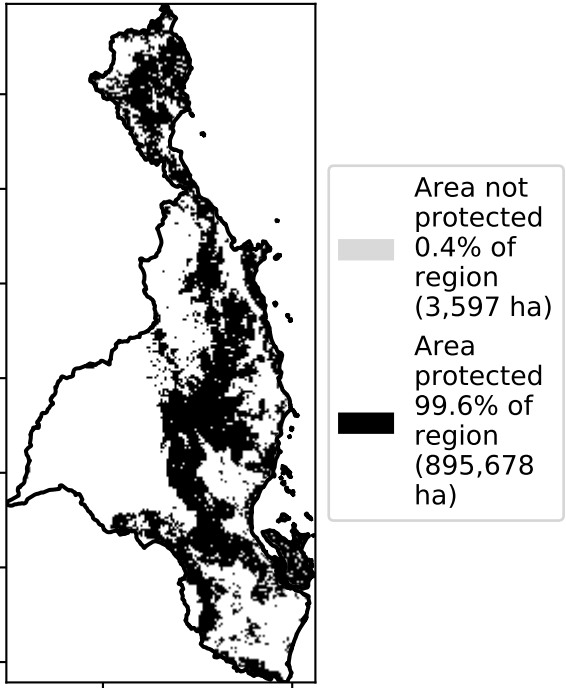 Area not
protected
0.4% of
region
(3,597 ha)
Area
protected
99.6% of
region
(895,678
ha)